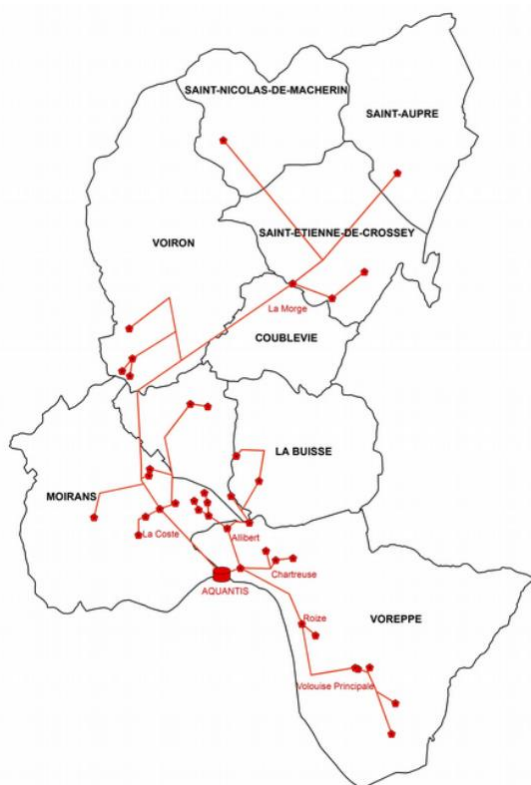 SAINT-NICOLAS-DE-MACHERIN
SAINT-AUPRE
SAINT-ETIENNE-DE-CROSSEY
VOIRON
La Morge
COUBLEVIE
LA BUISSE
MOIRANS
La Coste
Allibert
Chartreuse
AQUANTIS
Roize
VOREPPE
Volouise Principale